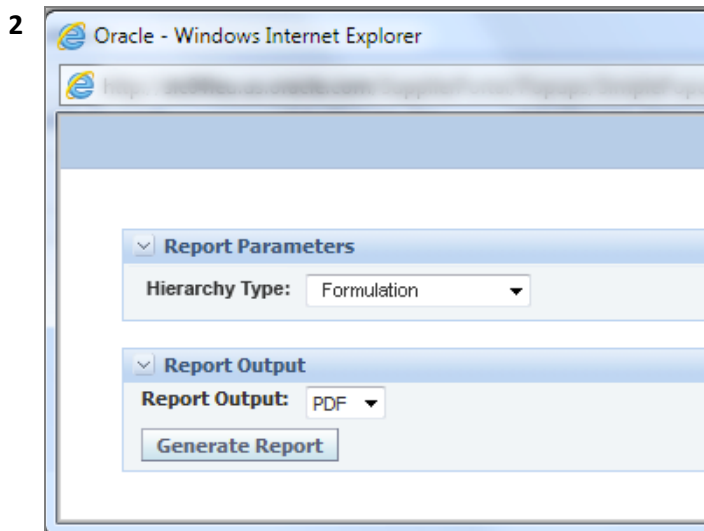 2
Oracle - Windows Internet Explorer
Report Parameters
Hierarchy Type: Formulation
Report Output
Report Output: PDF
Generate Report